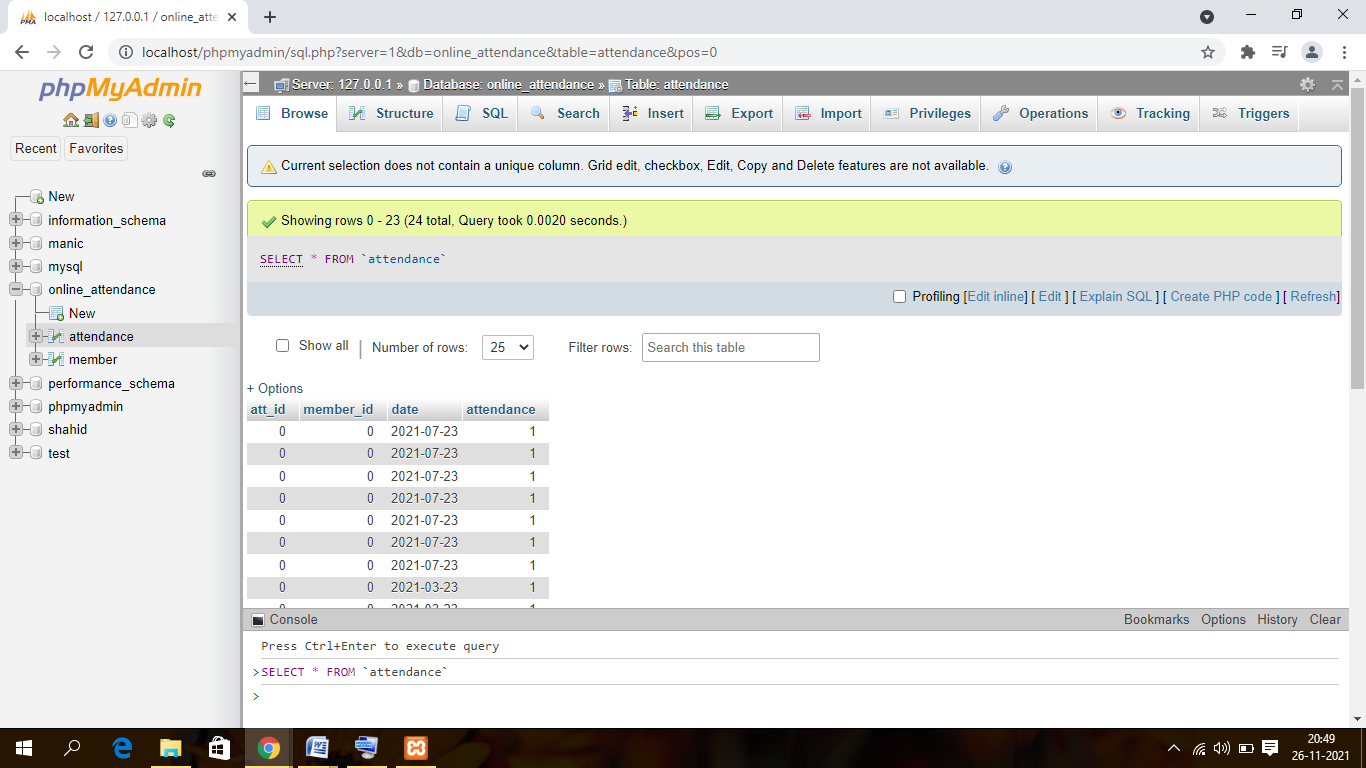 localhost / 127.0.0.1 / online_atte
localhost/phpmyadmin/sql.php?server=1&db=online_attendance&table=attendance&pos=0
phpMyAdmin
Recent Favorites
New
information_schema
manic
mysql
online_attendance
New
attendance
member
performance_schema
phpmyadmin
shahid
test
Server: 127.0.0.1 » Database: online_attendance » Table: attendance
Browse Structure SQL Search Insert Export Import Privileges Operations Tracking Triggers
Current selection does not contain a unique column. Grid edit, checkbox, Edit, Copy and Delete features are not available.
Showing rows 0 - 23 (24 total, Query took 0.0020 seconds.)
SELECT * FROM `attendance`
Profiling [Edit inline] [ Edit ] [ Explain SQL ] [ Create PHP code ] [ Refresh]
Show all | Number of rows: 25 Filter rows: Search this table
+ Options
att_id member_id date attendance
0 0 2021-07-23 1
0 0 2021-07-23 1
0 0 2021-07-23 1
0 0 2021-07-23 1
0 0 2021-07-23 1
0 0 2021-07-23 1
0 0 2021-07-23 1
0 0 2021-03-23 1
0 0 2021-03-23 1
Console Bookmarks Options History Clear
Press Ctrl+Enter to execute query
>SELECT * FROM `attendance`
>
20:49
26-11-2021